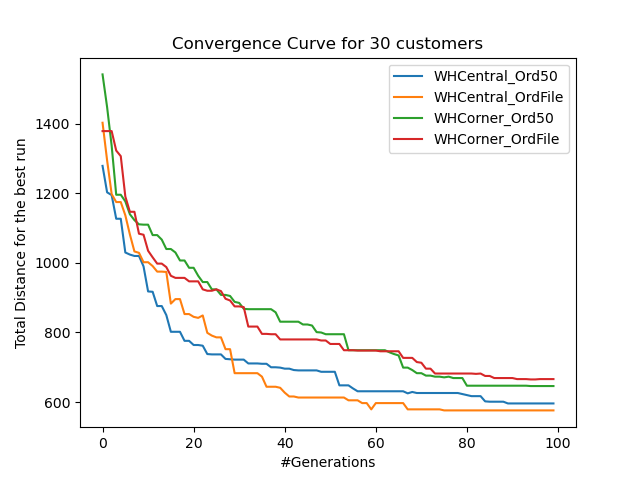 Convergence Curve for 30 customers
WHCentral_Ord50
WHCentral_OrdFile
WHCorner_Ord50
WHCorner_OrdFile
Total Distance for the best run
1400
1200
1000
800
600
0 20 40 60 80 100
#Generations